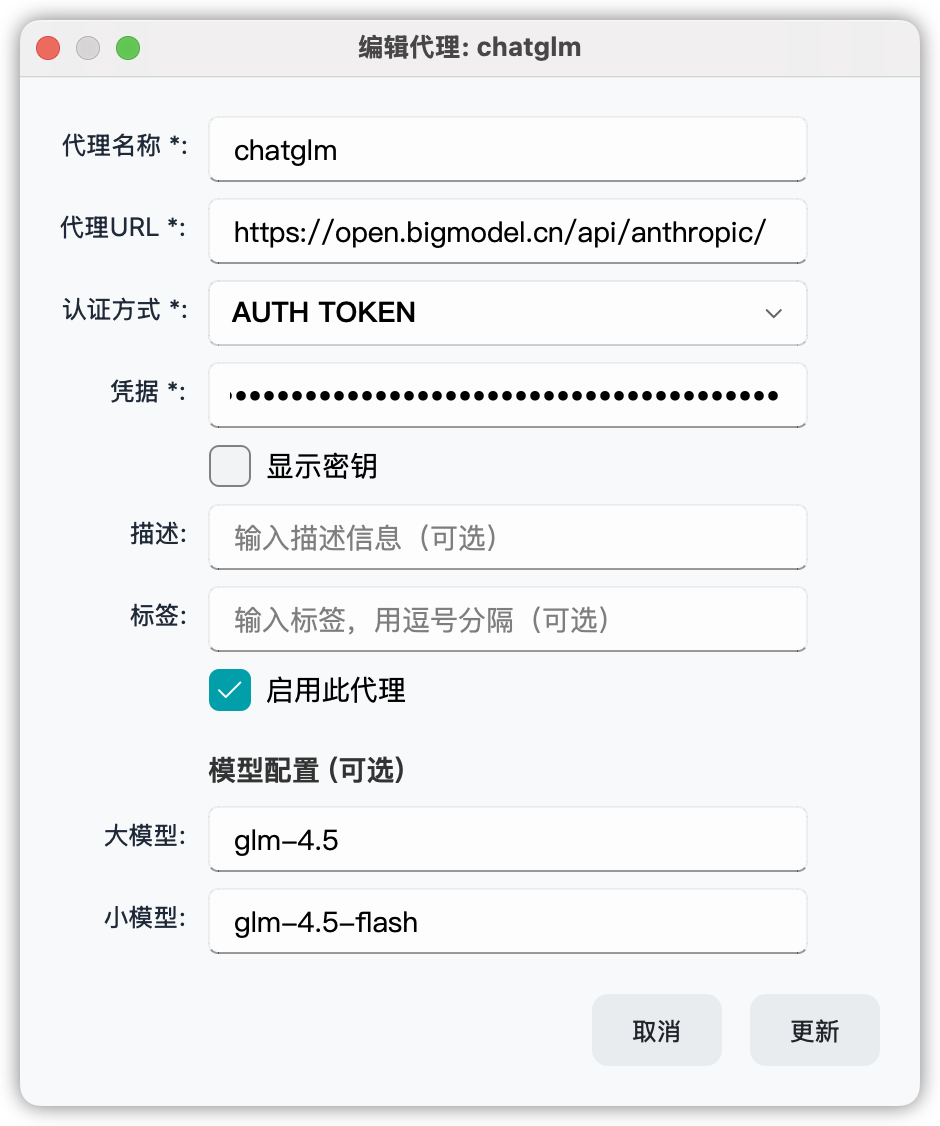 编辑代理: chatglm
代理名称 *: chatglm
代理URL *: https://open.bigmodel.cn/api/anthropic/
认证方式 *: AUTH TOKEN
凭据 *: ••••••••••••••••••••••••••••••••••••••••
显示密钥
描述: 输入描述信息（可选）
标签: 输入标签，用逗号分隔（可选）
启用此代理
模型配置 (可选)
大模型: glm-4.5
小模型: glm-4.5-flash
取消 更新